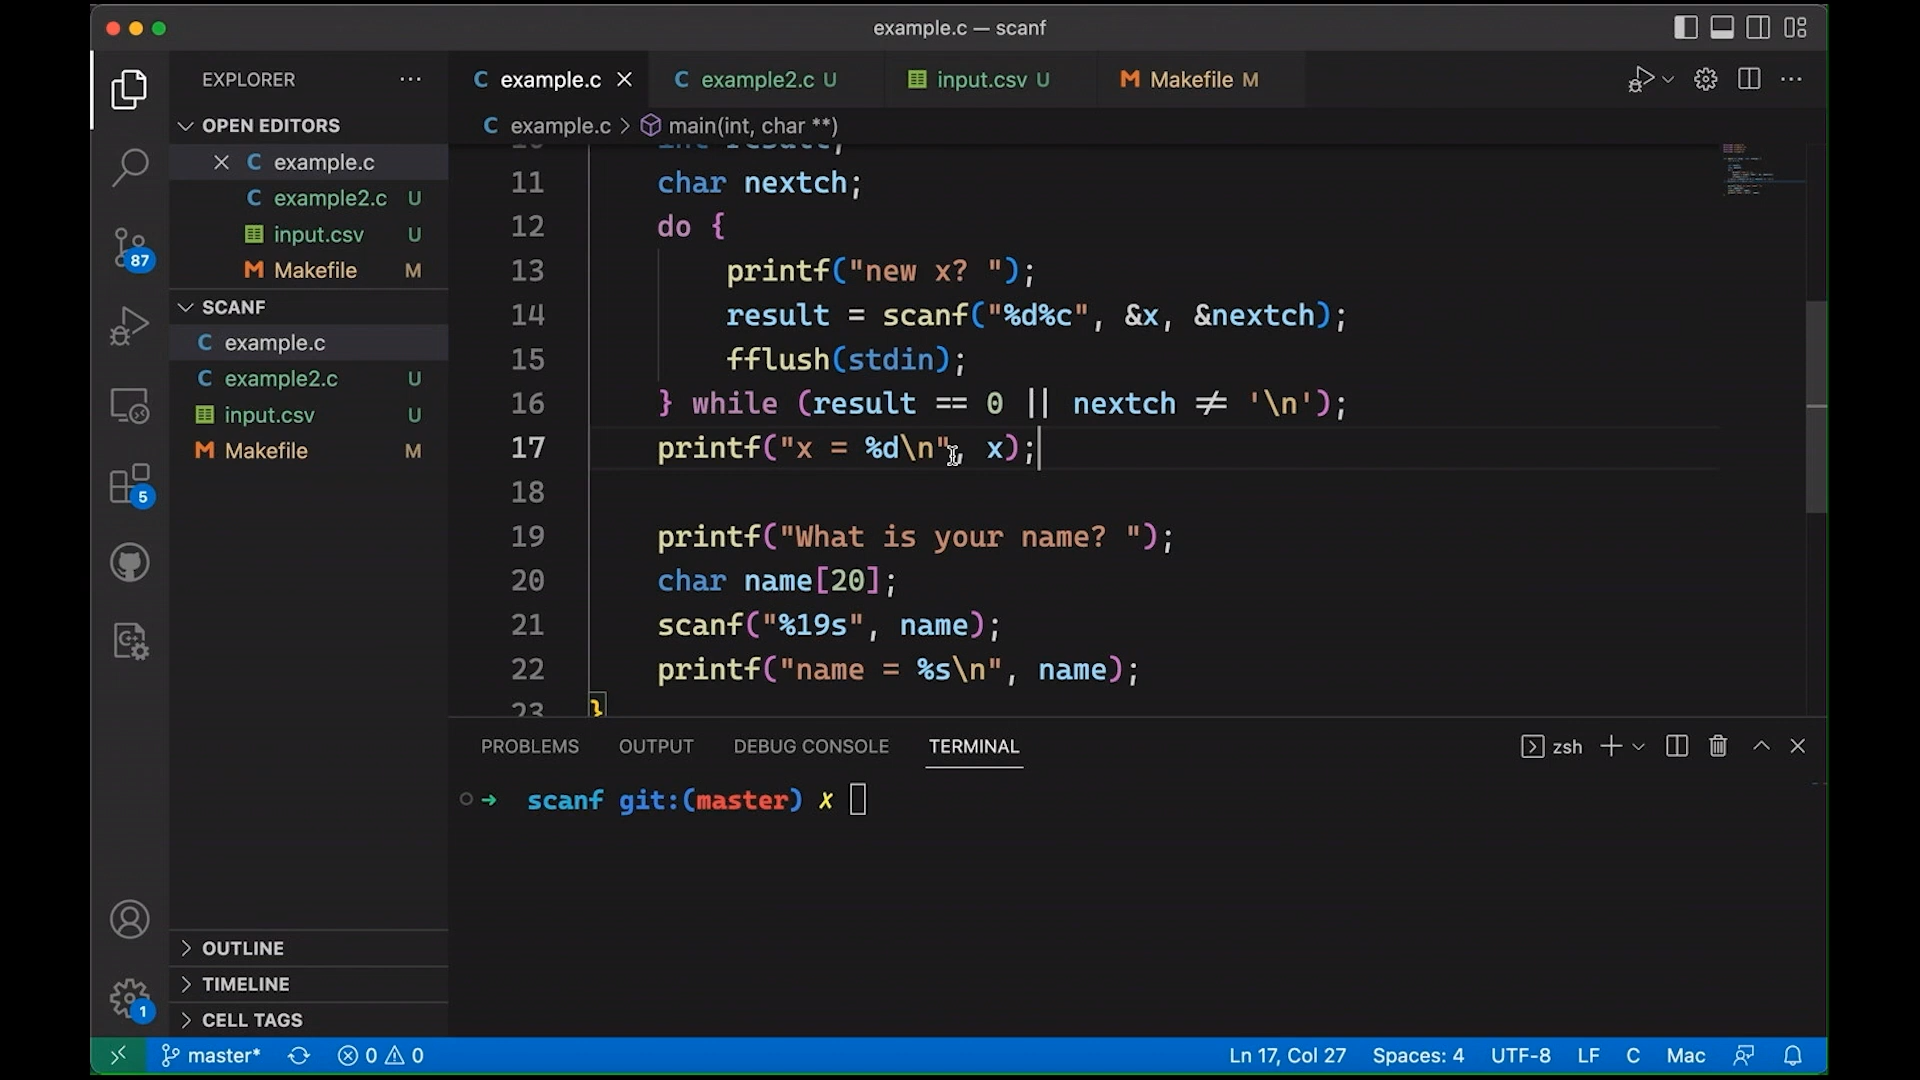 example.c — scanf
EXPLORER ...
C example.c
C example2.c U
input.csv U
M Makefile M
C example.c > main(int, char **)
OPEN EDITORS
C example.c
C example2.c U
input.csv U
M Makefile M
SCANF
C example.c
C example2.c U
input.csv U
M Makefile M
OUTLINE
TIMELINE
CELL TAGS
87
5
1
10 int result;
11 char nextch;
12 do {
13 printf("new x? ");
14 result = scanf("%d%c", &x, &nextch);
15 fflush(stdin);
16 } while (result == 0 || nextch ≠ '\n');
17 printf("x = %d\n", x);
18
19 printf("What is your name? ");
20 char name[20];
21 scanf("%19s", name);
22 printf("name = %s\n", name);
23 }
PROBLEMS OUTPUT DEBUG CONSOLE TERMINAL zsh
→ scanf git:(master) ✗
master* 0 0 Ln 17, Col 27 Spaces: 4 UTF-8 LF C Mac